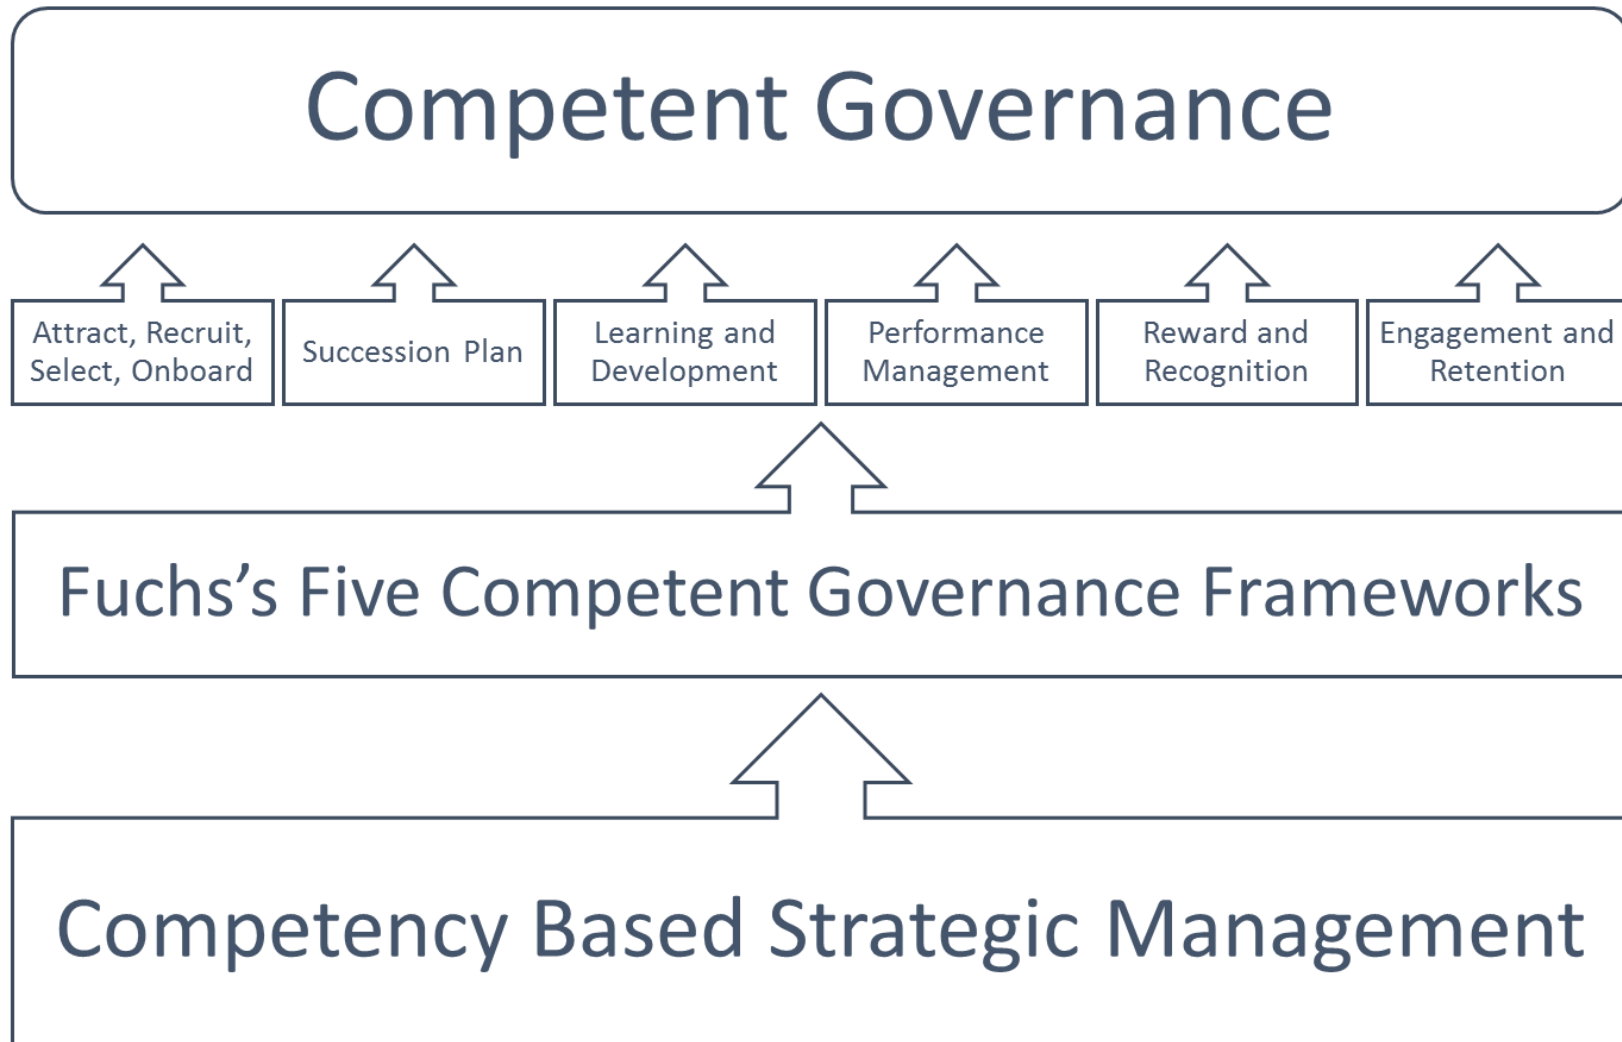 Competent Governance
Attract, Recruit,
Select, Onboard
Succession Plan
Learning and
Development
Performance
Management
Reward and
Recognition
Engagement and
Retention
Fuchs’s Five Competent Governance Frameworks
Competency Based Strategic Management